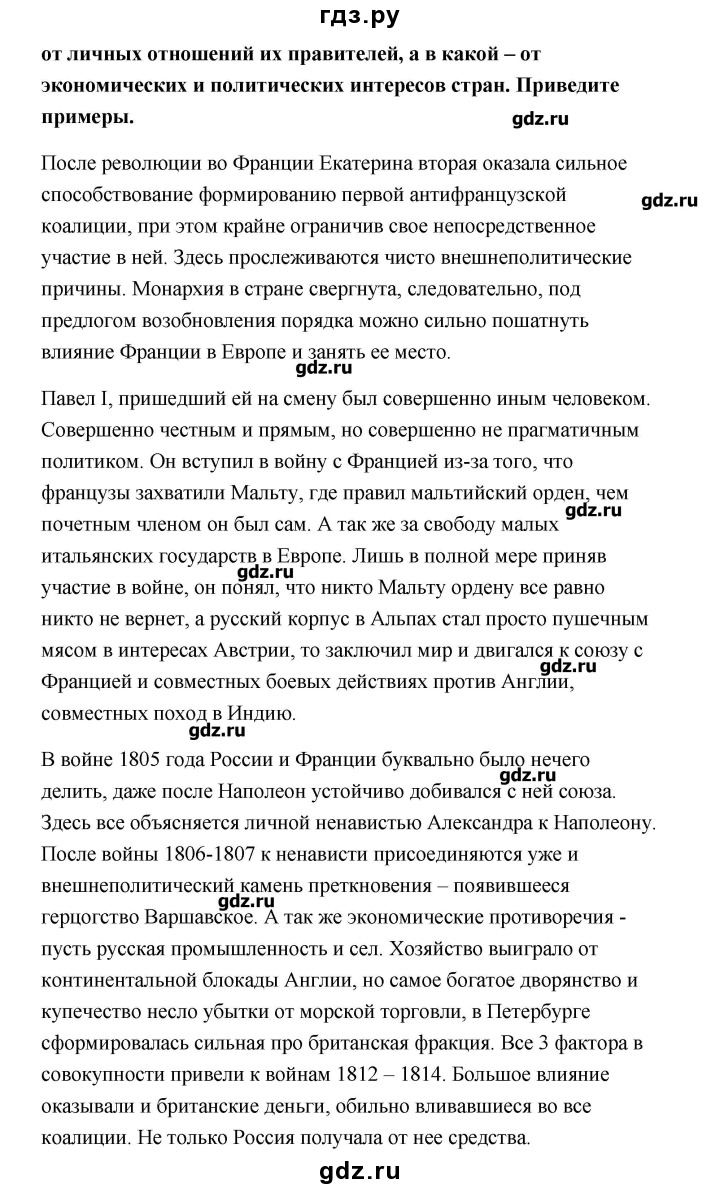 гдз.ру
от личных отношений их правителей, а в какой – от
экономических и политических интересов стран. Приведите
примеры.
gdz.ru
После революции во Франции Екатерина вторая оказала сильное
способствование формированию первой антифранцузской
gdz.ru
коалиции, при этом крайне ограничив свое непосредственное
участие в ней. Здесь прослеживаются чисто внешнеполитические
причины. Монархия в стране свергнута, следовательно, под
предлогом возобновления порядка можно сильно пошатнуть
влияние Франции в Европе и занять ее место.
gdz.ru
Павел I, пришедший ей на смену был совершенно иным человеком.
Совершенно честным и прямым, но совершенно не прагматичным
политиком. Он вступил в войну с Францией из-за того, что
французы захватили Мальту, где правил мальтийский орден, чем
gdz.ru
почетным членом он был сам. А так же за свободу малых
итальянских государств в Европе. Лишь в полной мере приняв
gdz.ru
участие в войне, он понял, что никто Мальту ордену все равно
никто не вернет, а русский корпус в Альпах стал просто пушечным
мясом в интересах Австрии, то заключил мир и двигался к союзу с
gdz.ru
Францией и совместных боевых действиях против Англии,
совместных поход в Индию.
gdz.ru
В войне 1805 года России и Франции буквально было нечего
gdz.ru
делить, даже после Наполеон устойчиво добивался с ней союза.
Здесь все объясняется личной ненавистью Александра к Наполеону.
После войны 1806-1807 к ненависти присоединяются уже и
внешнеполитический камень преткновения – появившееся
gdz.ru
герцогство Варшавское. А так же экономические противоречия -
пусть русская промышленность и сел. Хозяйство выиграло от
континентальной блокады Англии, но самое богатое дворянство и
купечество несло убытки от морской торговли, в Петербурге
сформировалась сильная про британская фракция. Все 3 фактора в
совокупности привели к войнам 1812 – 1814. Большое влияние
оказывали и британские деньги, обильно вливавшиеся во все
коалиции. Не только Россия получала от нее средства.
gdz.ru